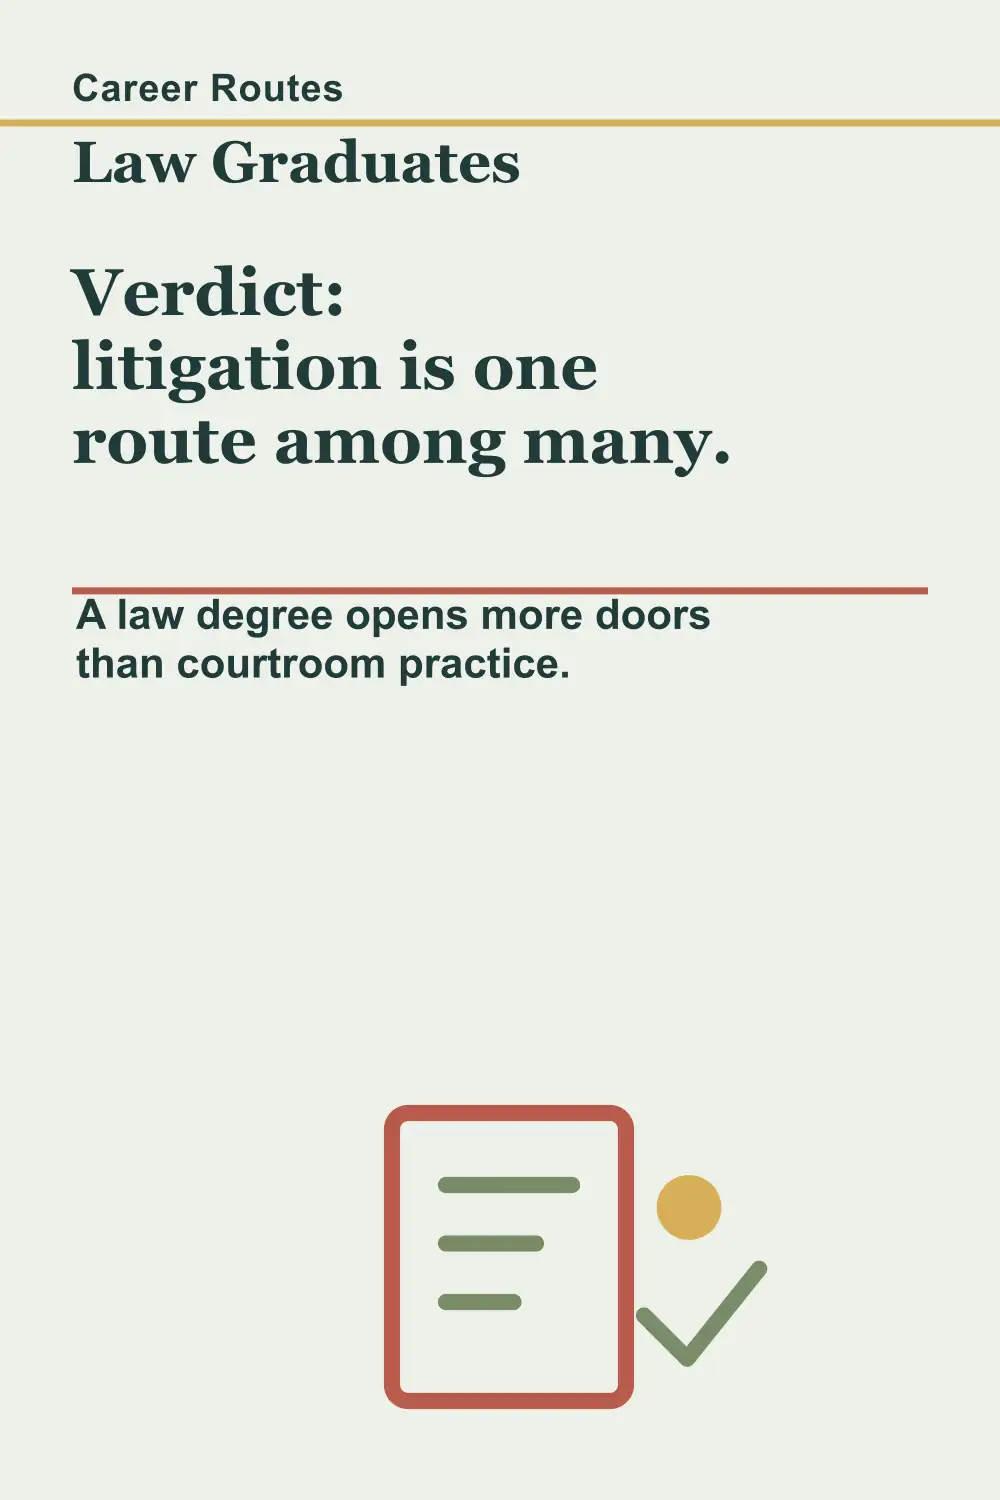 Career Routes
Law Graduates
Verdict:
litigation is one
route among many.
A law degree opens more doors
than courtroom practice.